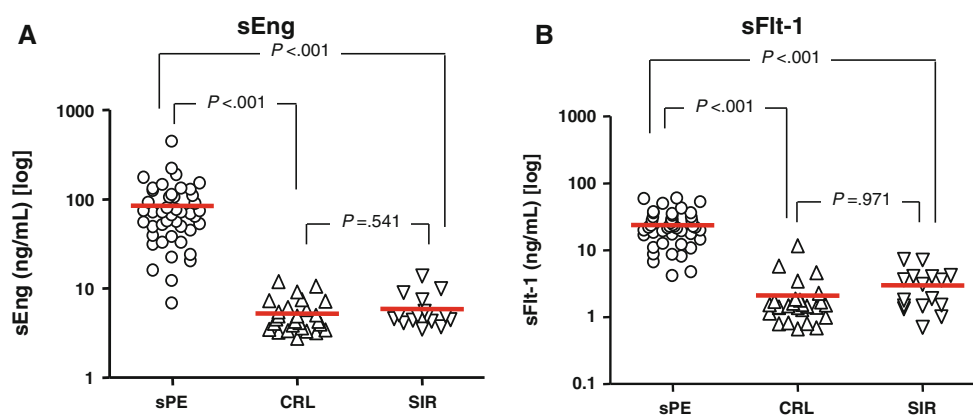 A
sEng
P <.001
P <.001
P =.541
sEng (ng/mL) [log]
1000
100
10
1
sPE
CRL
SIR
B
sFlt-1
P <.001
P <.001
P =.971
sFlt-1 (ng/mL) [log]
1000
100
10
1
0.1
sPE
CRL
SIR